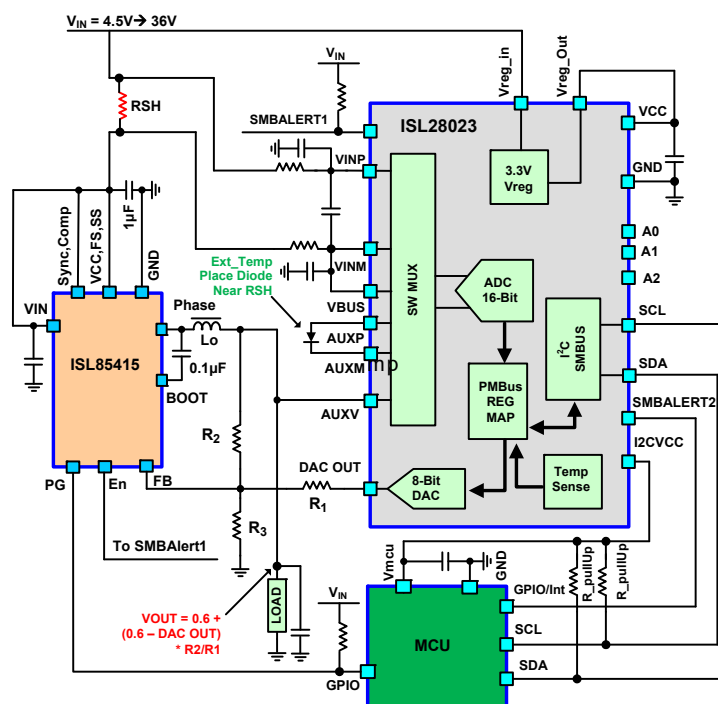 VIN = 4.5V→ 36V
RSH
VIN
SMBALERT1
Vreg_in
Vreg_Out
ISL28023
3.3V
Vreg
VCC
GND
A0
A1
A2
SCL
SDA
SMBALERT2
I2CVCC
VINP
VINM
VBUS
AUXP
AUXM
mp
AUXV
DAC OUT
SW MUX
ADC
16-Bit
I2C
SMBUS
PMBus
REG
MAP
8-Bit
DAC
Temp
Sense
Ext_Temp
Place Diode
Near RSH
Sync,Comp
VCC,FS,SS
1µF
GND
VIN
ISL85415
Phase
Lo
0.1µF
BOOT
PG
En
FB
R2
R1
R3
To SMBAlert1
VOUT = 0.6 +
(0.6 – DAC OUT)
* R2/R1
LOAD
VIN
GPIO
Vmcu
GND
MCU
GPIO/Int
SCL
SDA
R_pullUp
R_pullUp